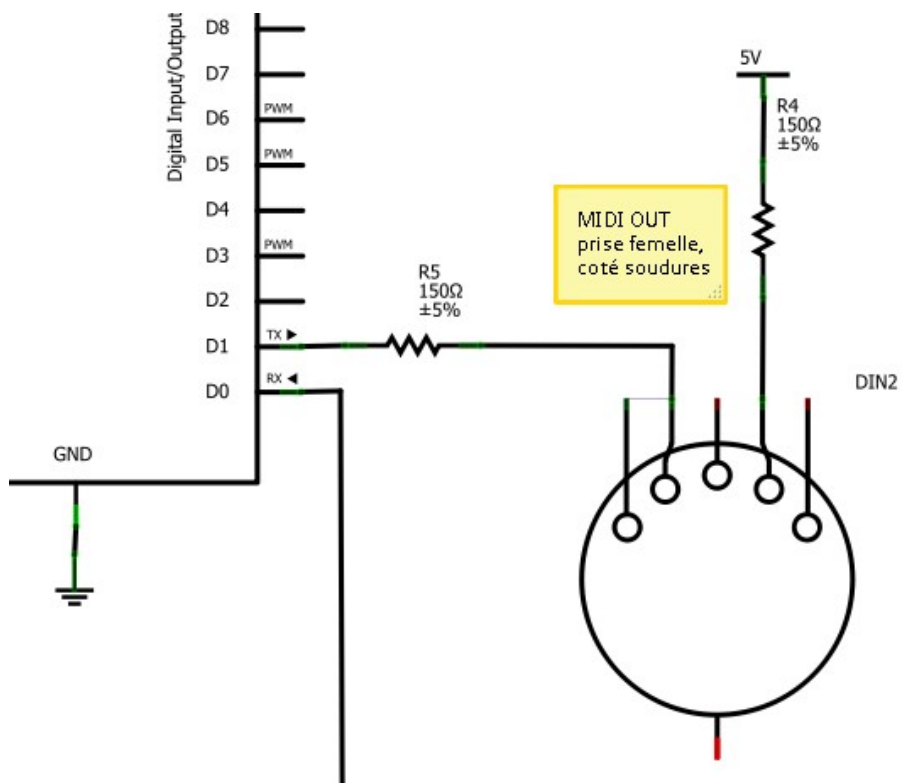 D8
Digital Input/Output
D7
D6
PWM
D5
PWM
D4
D3
PWM
D2
D1
TX
D0
RX
GND
R5
150Ω
±5%
5V
R4
150Ω
±5%
MIDI OUT
prise femelle,
coté soudures
DIN2